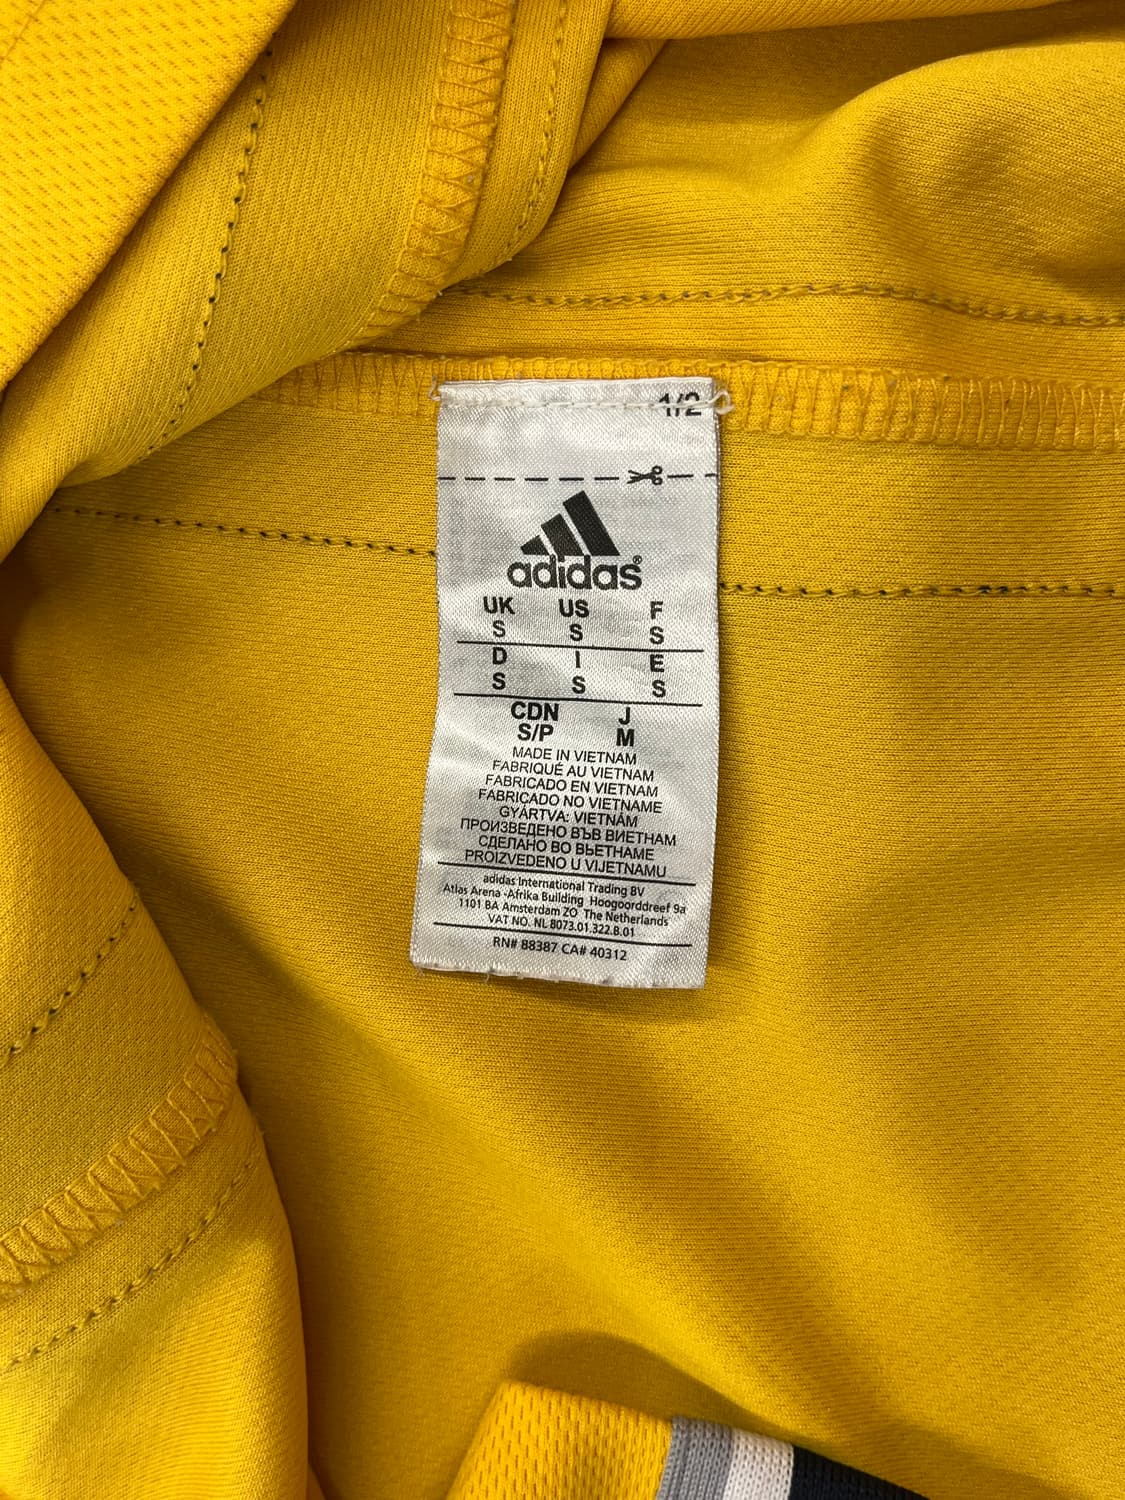 1/2
adidas®
UK US F
S S S
D I E
S S S
CDN J
S/P M
MADE IN VIETNAM
FABRIQUÉ AU VIETNAM
FABRICADO EN VIETNAM
FABRICADO NO VIETNAME
GYÁRTVA: VIETNÁM
ПРОИЗВЕДЕНО ВЪВ ВИЕТНАМ
СДЕЛАНО ВО ВЬЕТНАМЕ
PROIZVEDENO U VIJETNAMU
adidas International Trading BV
Atlas Arena -Afrika Building Hoogoorddreef 9a
1101 BA Amsterdam ZO The Netherlands
VAT NO. NL 8073.01.322.B.01
RN# 88387 CA# 40312